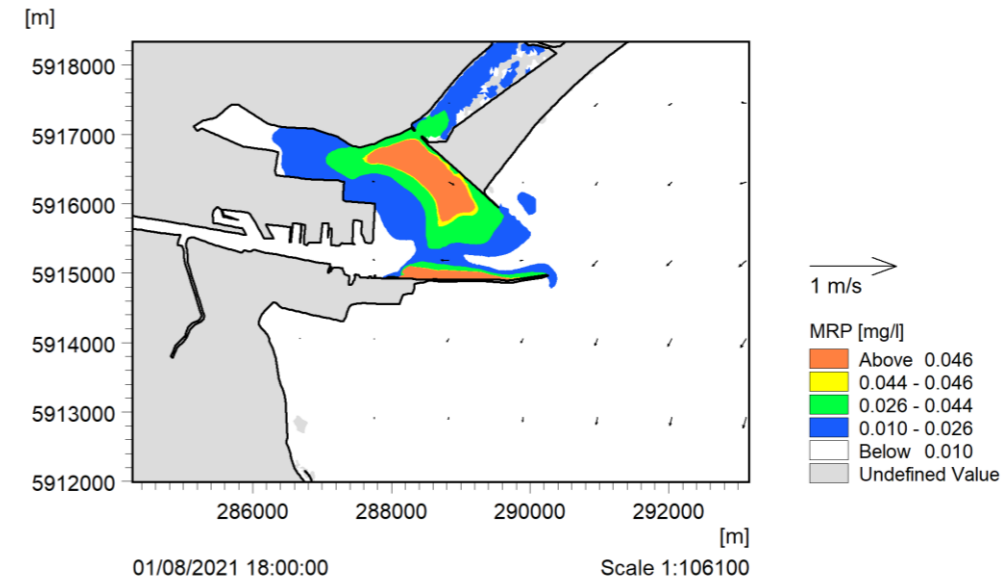 [m]
5918000
5917000
5916000
5915000
5914000
5913000
5912000
286000 288000 290000 292000
[m]
01/08/2021 18:00:00 Scale 1:106100
1 m/s
MRP [mg/l]
Above 0.046
0.044 - 0.046
0.026 - 0.044
0.010 - 0.026
Below 0.010
Undefined Value